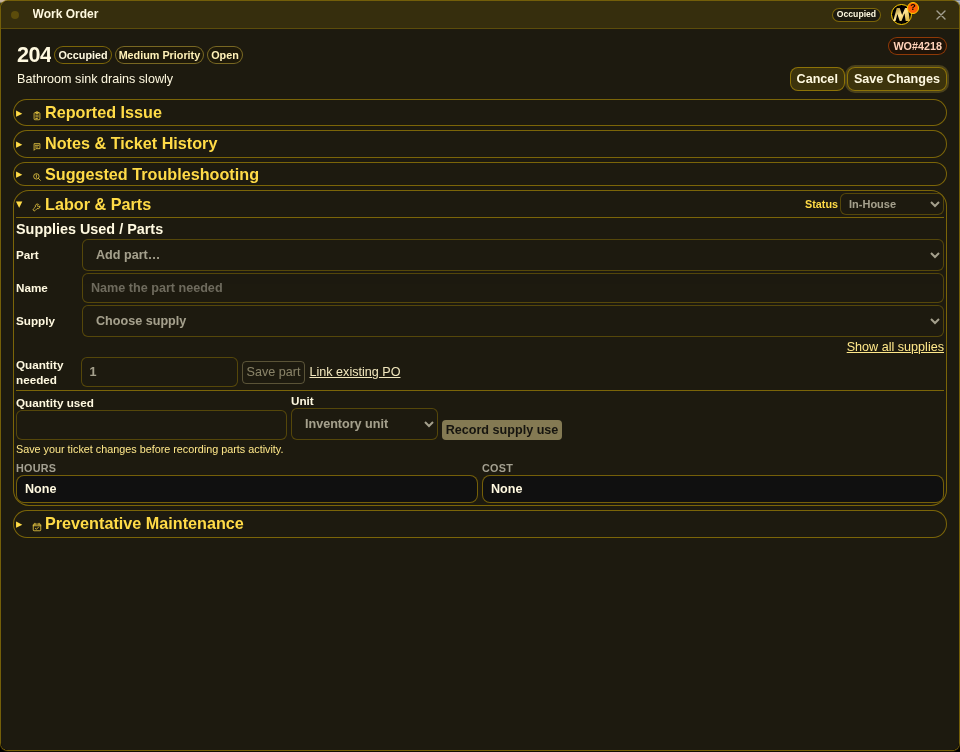 Work Order
Occupied
M ?
204 Occupied Medium Priority Open
WO#4218
Bathroom sink drains slowly
Cancel Save Changes
Reported Issue
Notes & Ticket History
Suggested Troubleshooting
Labor & Parts
Status In-House
Supplies Used / Parts
Part Add part…
Name Name the part needed
Supply Choose supply
Show all supplies
Quantity needed 1 Save part Link existing PO
Quantity used
Unit
Inventory unit
Record supply use
Save your ticket changes before recording parts activity.
HOURS COST
None None
Preventative Maintenance